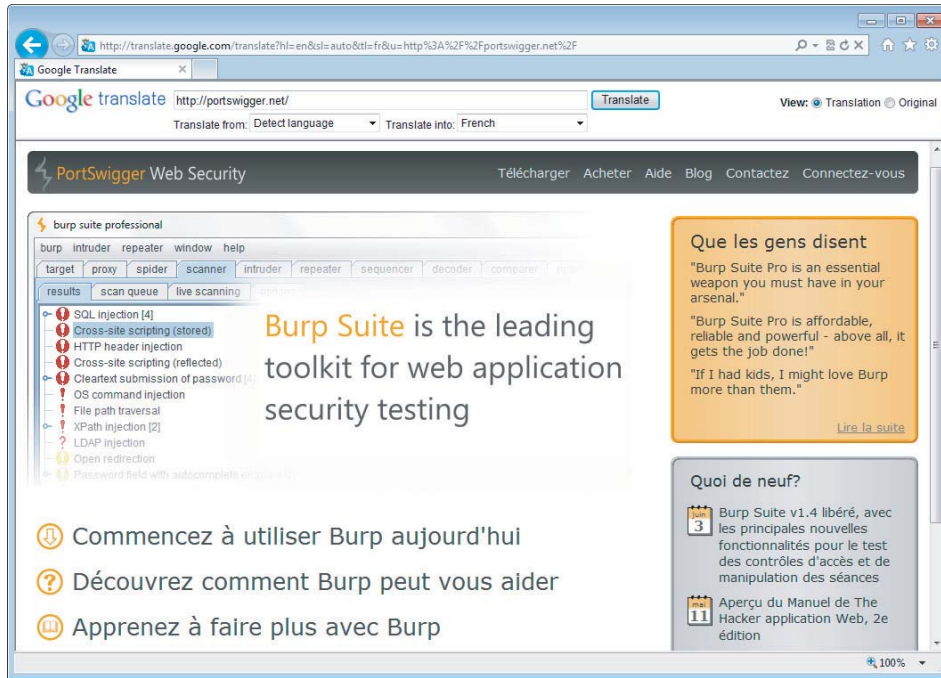 http://translate.google.com/translate?hl=en&sl=auto&tl=fr&u=http%3A%2F%2Fportswigger.net%2F
Google Translate
Google translate
http://portswigger.net/
Translate
View: Translation Original
Translate from: Detect language
Translate into: French
PortSwigger Web Security
Télécharger Acheter Aide Blog Contactez Connectez-vous
burp suite professional
burp intruder repeater window help
target proxy spider scanner intruder repeater sequencer decoder comparer
results scan queue live scanning options
SQL injection [4]
Cross-site scripting (stored)
HTTP header injection
Cross-site scripting (reflected)
Cleartext submission of password [4]
OS command injection
File path traversal
XPath injection [2]
LDAP injection
Open redirection
Password field with autocomplete
Burp Suite is the leading
toolkit for web application
security testing
Commencez à utiliser Burp aujourd'hui
Découvrez comment Burp peut vous aider
Apprenez à faire plus avec Burp
Que les gens disent
"Burp Suite Pro is an essential
weapon you must have in your
arsenal."
"Burp Suite Pro is affordable,
reliable and powerful - above all, it
gets the job done!"
"If I had kids, I might love Burp
more than them."
Lire la suite
Quoi de neuf?
juin
3
Burp Suite v1.4 libéré, avec
les principales nouvelles
fonctionnalités pour le test
des contrôles d'accès et de
manipulation des séances
mai
11
Aperçu du Manuel de The
Hacker application Web, 2e
édition
100%